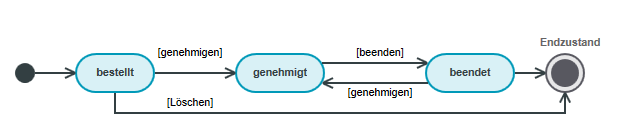 Endzustand
[genehmigen]
[beenden]
bestellt
genehmigt
beendet
[genehmigen]
[Löschen]